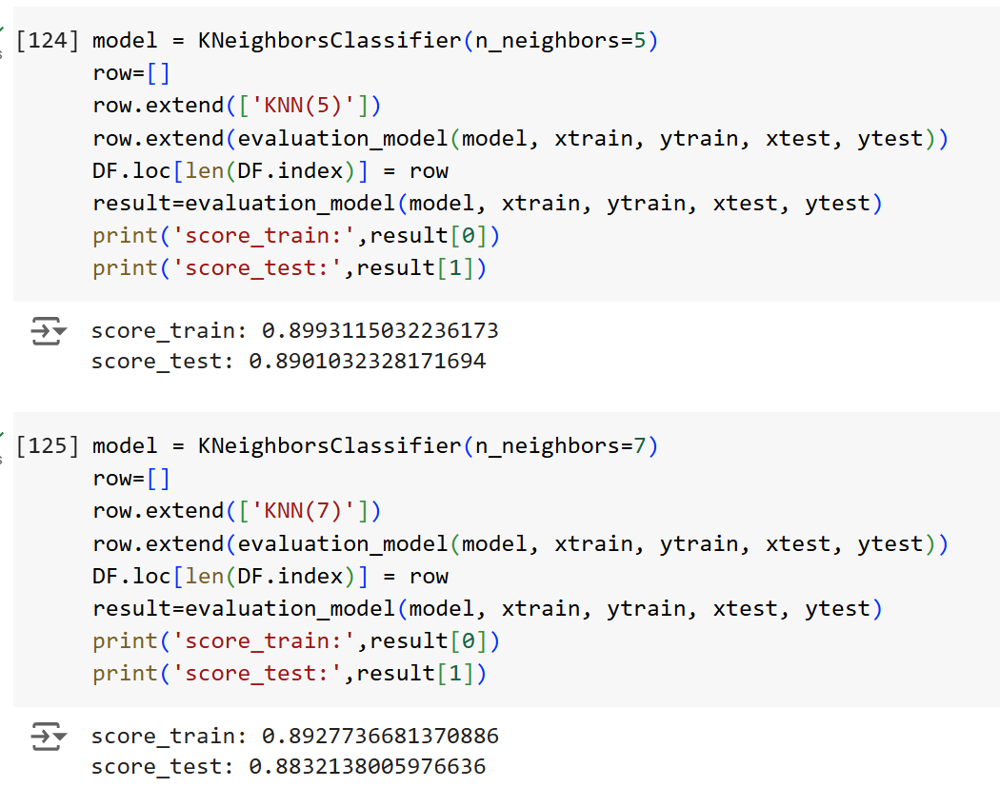 [124] model = KNeighborsClassifier(n_neighbors=5)
row=[]
row.extend(['KNN(5)'])
row.extend(evaluation_model(model, xtrain, ytrain, xtest, ytest))
DF.loc[len(DF.index)] = row
result=evaluation_model(model, xtrain, ytrain, xtest, ytest)
print('score_train:',result[0])
print('score_test:',result[1])
score_train: 0.8993115032236173
score_test: 0.8901032328171694
[125] model = KNeighborsClassifier(n_neighbors=7)
row=[]
row.extend(['KNN(7)'])
row.extend(evaluation_model(model, xtrain, ytrain, xtest, ytest))
DF.loc[len(DF.index)] = row
result=evaluation_model(model, xtrain, ytrain, xtest, ytest)
print('score_train:',result[0])
print('score_test:',result[1])
score_train: 0.8927736681370886
score_test: 0.8832138005976636